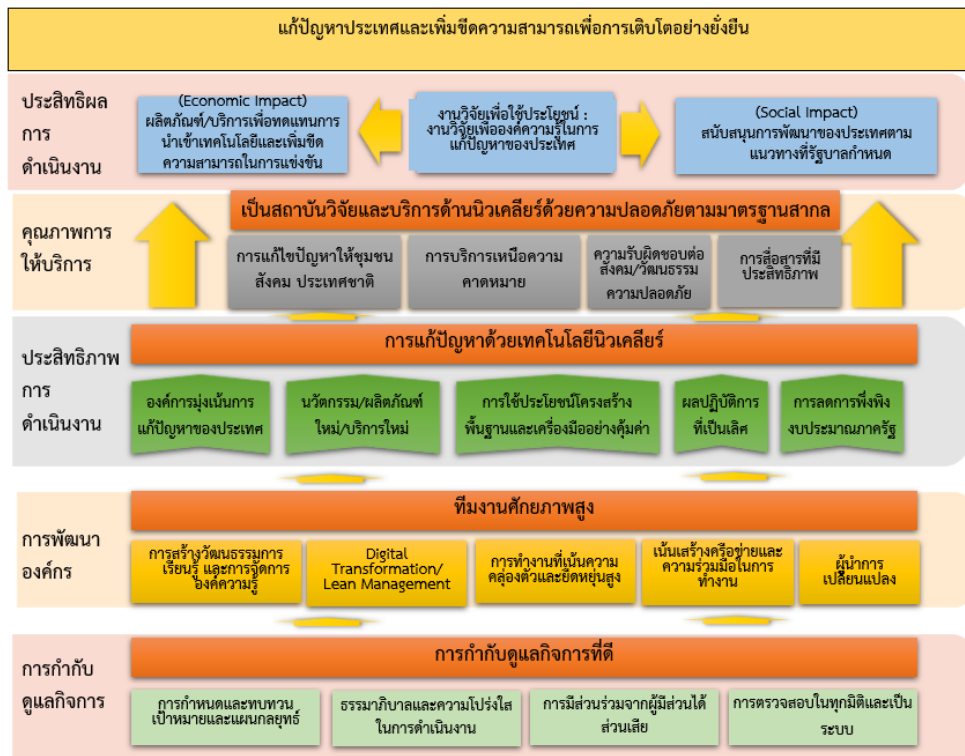 แก้ปัญหาประเทศและเพิ่มขีดความสามารถเพื่อการเติบโตอย่างยั่งยืน
ประสิทธิผล
การ
ดำเนินงาน
(Economic Impact)
ผลิตภัณฑ์/บริการเพื่อทดแทนการ
นำเข้าเทคโนโลยีและเพิ่มขีด
ความสามารถในการแข่งขัน
งานวิจัยเพื่อใช้ประโยชน์ :
งานวิจัยเพื่อองค์ความรู้ในการ
แก้ปัญหาของประเทศ
(Social Impact)
สนับสนุนการพัฒนาของประเทศตาม
แนวทางที่รัฐบาลกำหนด
คุณภาพการ
ให้บริการ
เป็นสถาบันวิจัยและบริการด้านนิวเคลียร์ด้วยความปลอดภัยตามมาตรฐานสากล
การแก้ไขปัญหาให้ชุมชน
สังคม ประเทศชาติ
การบริการเหนือความ
คาดหมาย
ความรับผิดชอบต่อ
สังคม/วัฒนธรรม
ความปลอดภัย
การสื่อสารที่มี
ประสิทธิภาพ
ประสิทธิภาพ
การ
ดำเนินงาน
การแก้ปัญหาด้วยเทคโนโลยีนิวเคลียร์
องค์การมุ่งเน้นการ
แก้ปัญหาของประเทศ
นวัตกรรม/ผลิตภัณฑ์
ใหม่/บริการใหม่
การใช้ประโยชน์โครงสร้าง
พื้นฐานและเครื่องมืออย่างคุ้มค่า
ผลปฏิบัติการ
ที่เป็นเลิศ
การลดการพึ่งพิง
งบประมาณภาครัฐ
การพัฒนา
องค์กร
ทีมงานศักยภาพสูง
การสร้างวัฒนธรรมการ
เรียนรู้ และการจัดการ
องค์ความรู้
Digital
Transformation/
Lean Management
การทำงานที่เน้นความ
คล่องตัวและยืดหยุ่นสูง
เน้นสร้างครือข่ายและ
ความร่วมมือในการ
ทำงาน
ผู้นำการ
เปลี่ยนแปลง
การกำกับ
ดูแลกิจการ
การกำกับดูแลกิจการที่ดี
การกำหนดและทบทวน
เป้าหมายและแผนกลยุทธ์
ธรรมาภิบาลและความโปร่งใส
ในการดำเนินงาน
การมีส่วนร่วมจากผู้มีส่วนได้
ส่วนเสีย
การตรวจสอบในทุกมิติและเป็น
ระบบ